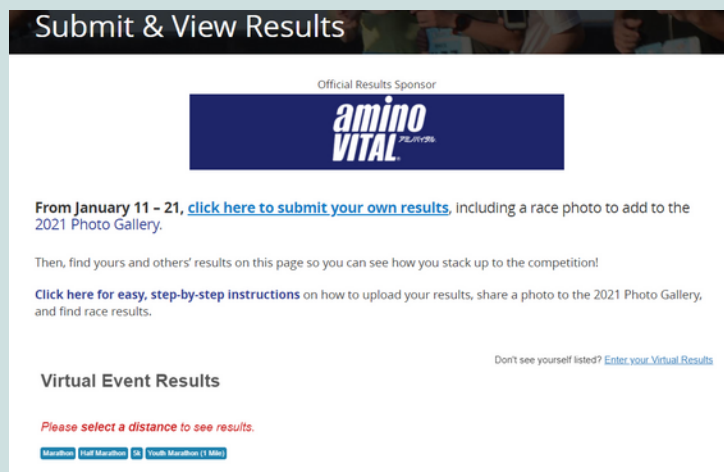 Submit & View Results
Official Results Sponsor
amino
VITAL®
アミノバイタル
From January 11 – 21, click here to submit your own results, including a race photo to add to the
2021 Photo Gallery.
Then, find yours and others' results on this page so you can see how you stack up to the competition!
Click here for easy, step-by-step instructions on how to upload your results, share a photo to the 2021 Photo Gallery,
and find race results.
Don't see yourself listed? Enter your Virtual Results
Virtual Event Results
Please select a distance to see results.
Marathon Half Marathon 5k Youth Marathon (1 Mile)